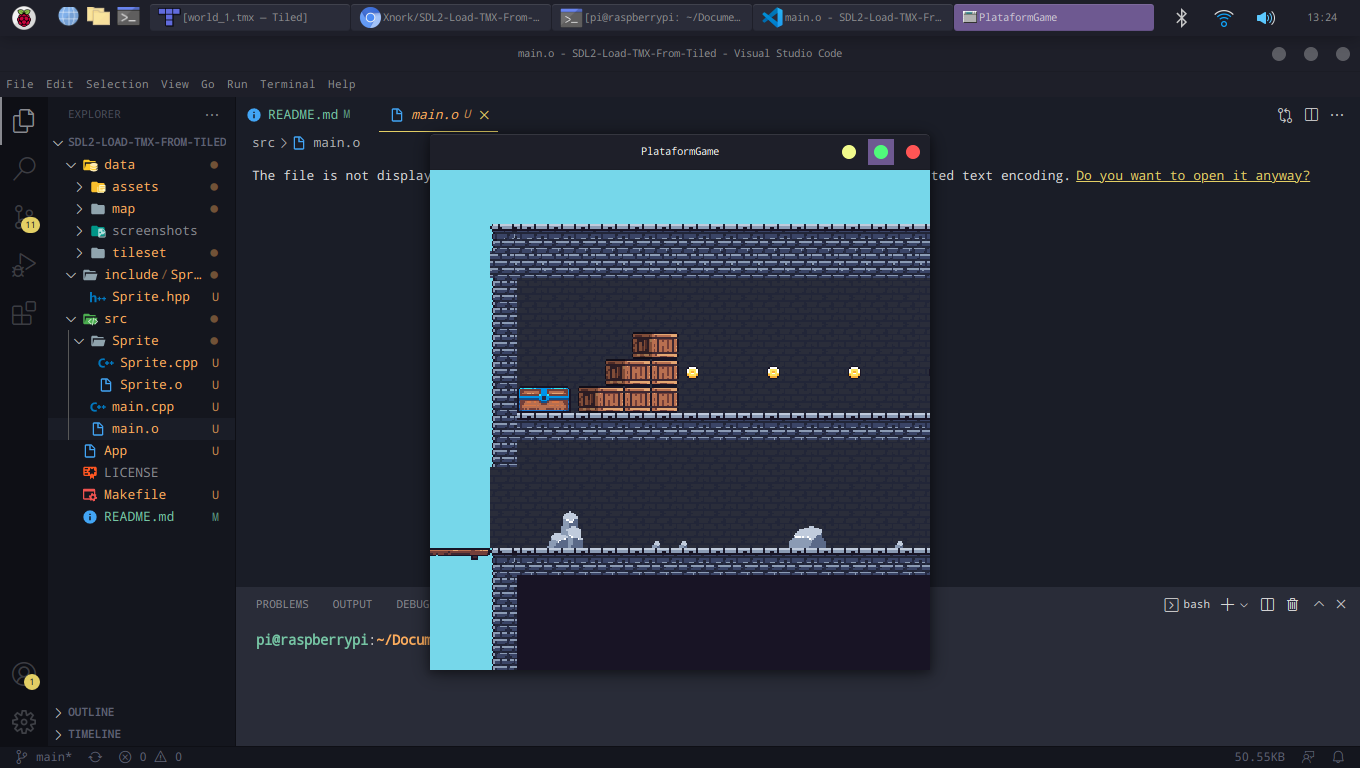 [world_1.tmx — Tiled]
Xnork/SDL2-Load-TMX-From-...
[pi@raspberrypi: ~/Docume...
main.o - SDL2-Load-TMX-Fr...
PlataformGame
13:24
main.o - SDL2-Load-TMX-From-Tiled - Visual Studio Code
File Edit Selection View Go Run Terminal Help
EXPLORER
README.md M
main.o U
SDL2-LOAD-TMX-FROM-TILED
src > main.o
PlataformGame
data
The file is not display
ted text encoding. Do you want to open it anyway?
assets
map
11
screenshots
tileset
include/Spr...
Sprite.hpp U
src
Sprite
Sprite.cpp U
Sprite.o U
main.cpp U
main.o U
App U
LICENSE
Makefile U
README.md M
PROBLEMS OUTPUT DEBUG
bash
pi@raspberrypi:~/Docum
1
OUTLINE
TIMELINE
main* 0 0
50.55KB